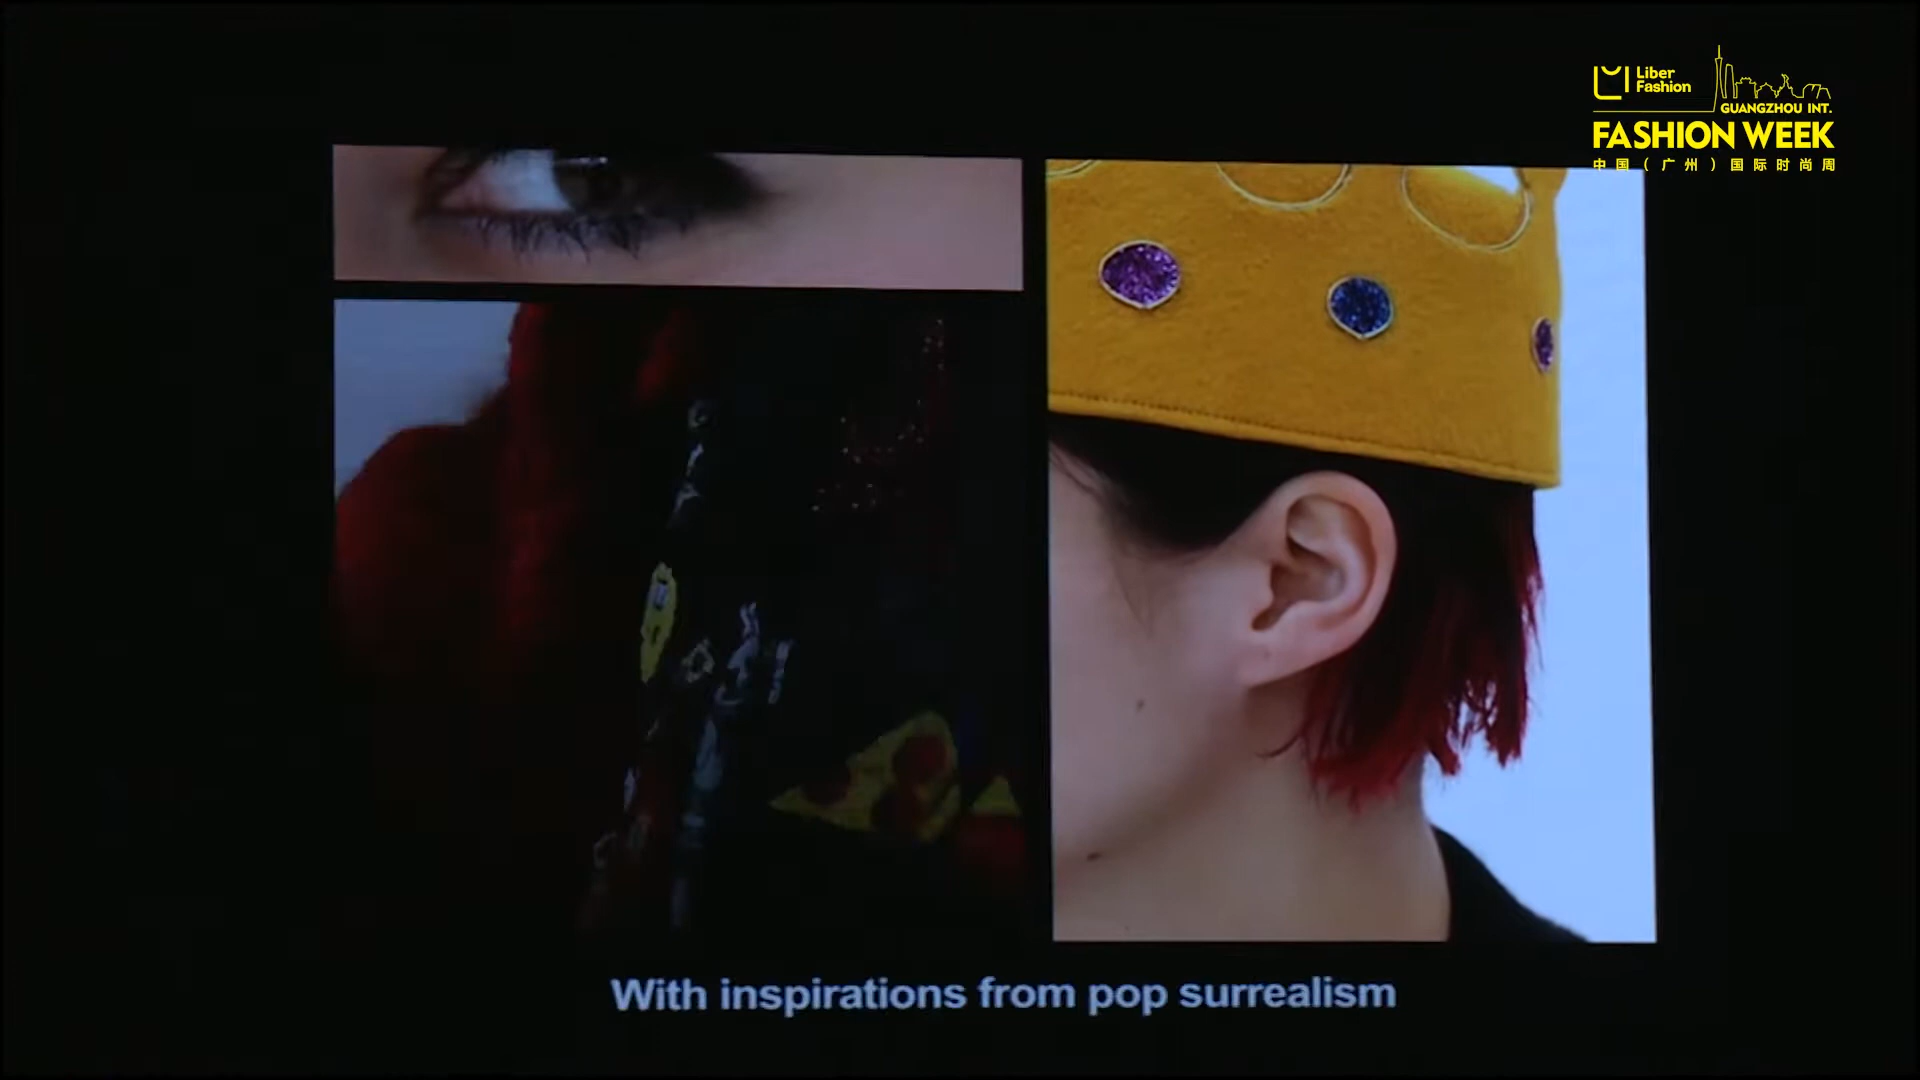 Liber
Fashion
GUANGZHOU INT.
FASHION WEEK
中国（广州）国际时尚周
With inspirations from pop surrealism